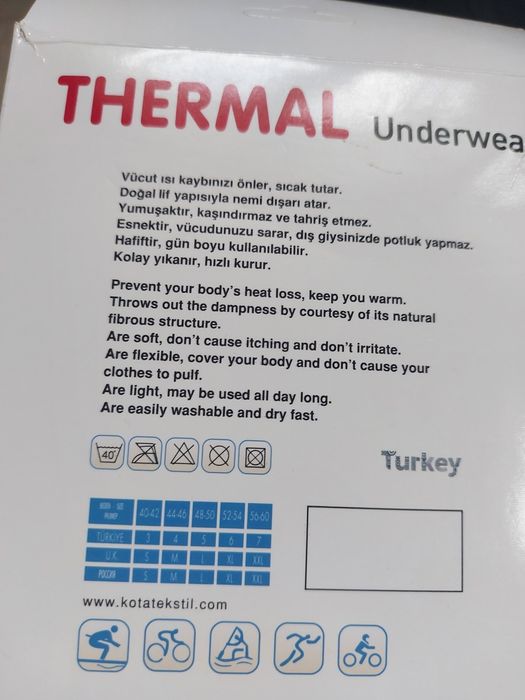 THERMAL Underwea
Vücut ısı kaybınızı önler, sıcak tutar.
Doğal lif yapısıyla nemi dışarı atar.
Yumuşaktır, kaşındırmaz ve tahriş etmez.
Esnektir, vücudunuzu sarar, dış giysinizde potluk yapmaz.
Hafiftir, gün boyu kullanılabilir.
Kolay yıkanır, hızlı kurur.
Prevent your body's heat loss, keep you warm.
Throws out the dampness by courtesy of its natural
fibrous structure.
Are soft, don't cause itching and don't irritate.
Are flexible, cover your body and don't cause your
clothes to pulf.
Are light, may be used all day long.
Are easily washable and dry fast.
40°
Turkey
BEDEN - SIZE 40-42 44-46 48-50 52-54 56-60
РАЗМЕР
TÜRKİYE 3 4 5 6 7
U.K. S M L XL XXL
РОССИЯ S M L XL XXL
www.kotatekstil.com